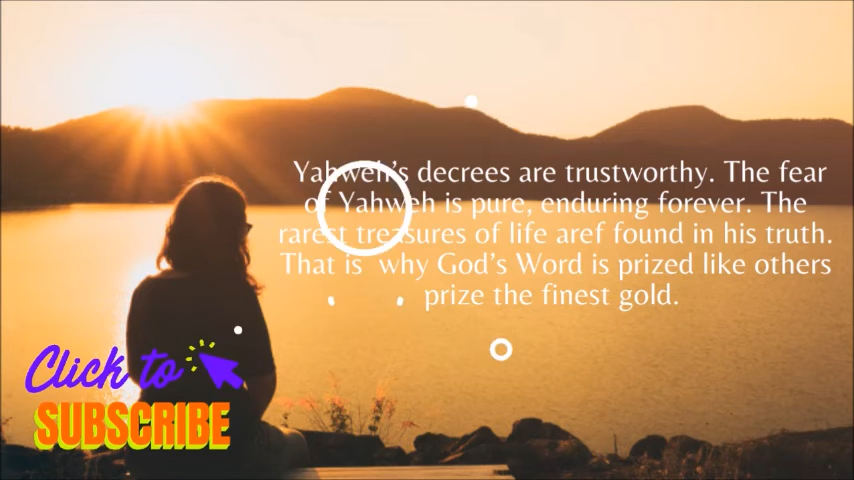 Yahweh's decrees are trustworthy. The fear
of Yahweh is pure, enduring forever. The
rarest treasures of life aref found in his truth.
That is  why God's Word is prized like others
prize the finest gold.
Click to
SUBSCRIBE